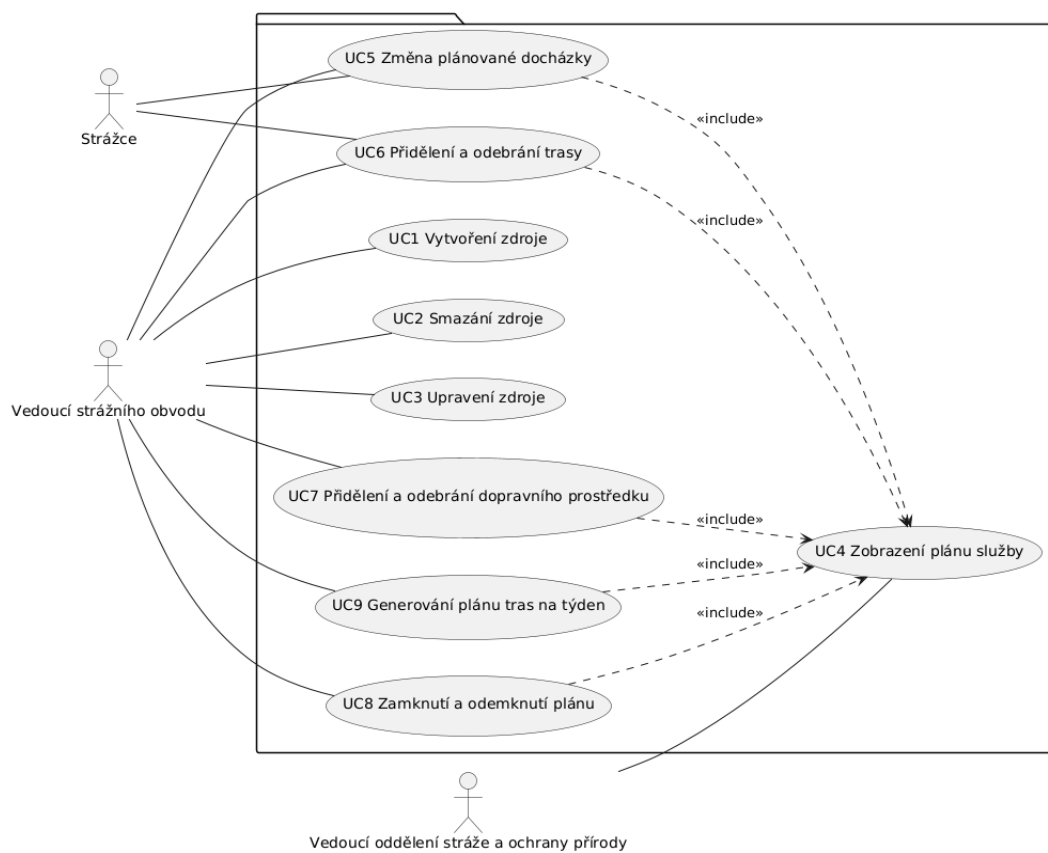 UC5 Změna plánované docházky
«include»
Strážce
UC6 Přidělení a odebrání trasy
«include»
UC1 Vytvoření zdroje
UC2 Smazání zdroje
UC3 Upravení zdroje
Vedoucí strážního obvodu
UC7 Přidělení a odebrání dopravního prostředku
«include»
UC4 Zobrazení plánu služby
«include»
UC9 Generování plánu tras na týden
«include»
UC8 Zamknutí a odemknutí plánu
Vedoucí oddělení stráže a ochrany přírody